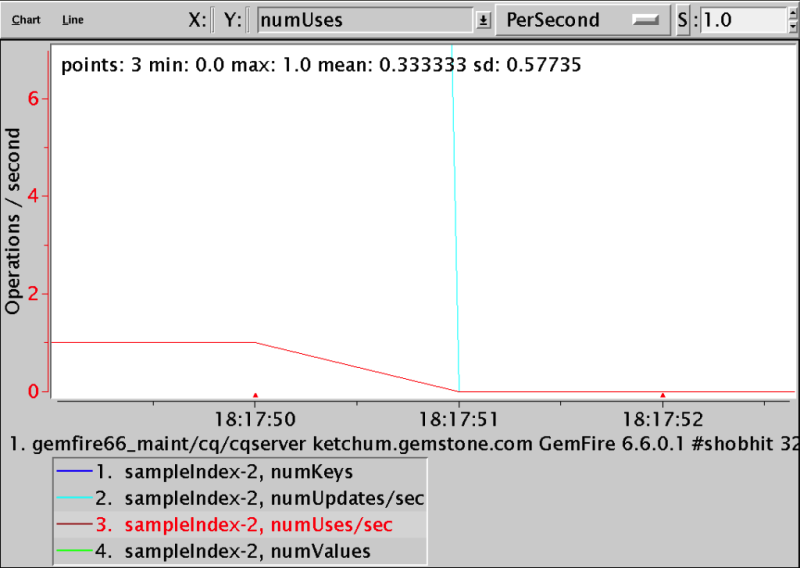 Chart Line X: Y: numUses PerSecond S : 1.0
points: 3 min: 0.0 max: 1.0 mean: 0.333333 sd: 0.57735
6
4
2
0
Operations / second
18:17:50 18:17:51 18:17:52
1. gemfire66_maint/cq/cqserver ketchum.gemstone.com GemFire 6.6.0.1 #shobhit 32
1. sampleIndex-2, numKeys
2. sampleIndex-2, numUpdates/sec
3. sampleIndex-2, numUses/sec
4. sampleIndex-2, numValues